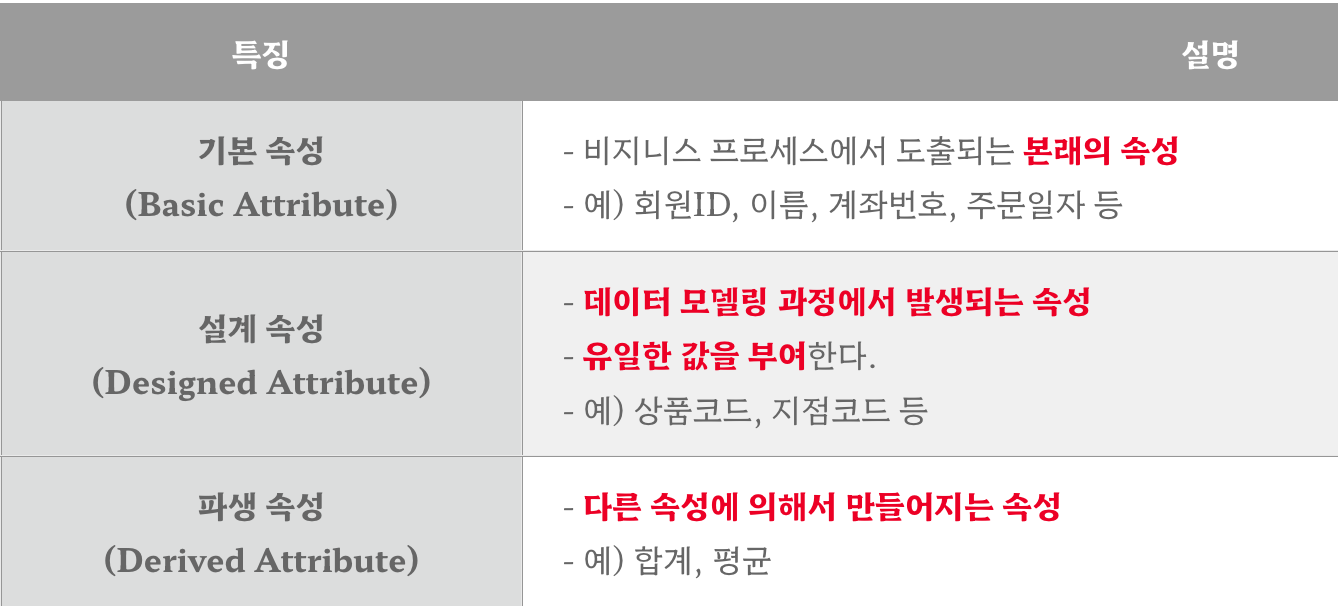 특징
설명
기본 속성
(Basic Attribute)
- 비지니스 프로세스에서 도출되는 본래의 속성
- 예) 회원ID, 이름, 계좌번호, 주문일자 등
설계 속성
(Designed Attribute)
- 데이터 모델링 과정에서 발생되는 속성
- 유일한 값을 부여한다.
- 예) 상품코드, 지점코드 등
파생 속성
(Derived Attribute)
- 다른 속성에 의해서 만들어지는 속성
- 예) 합계, 평균